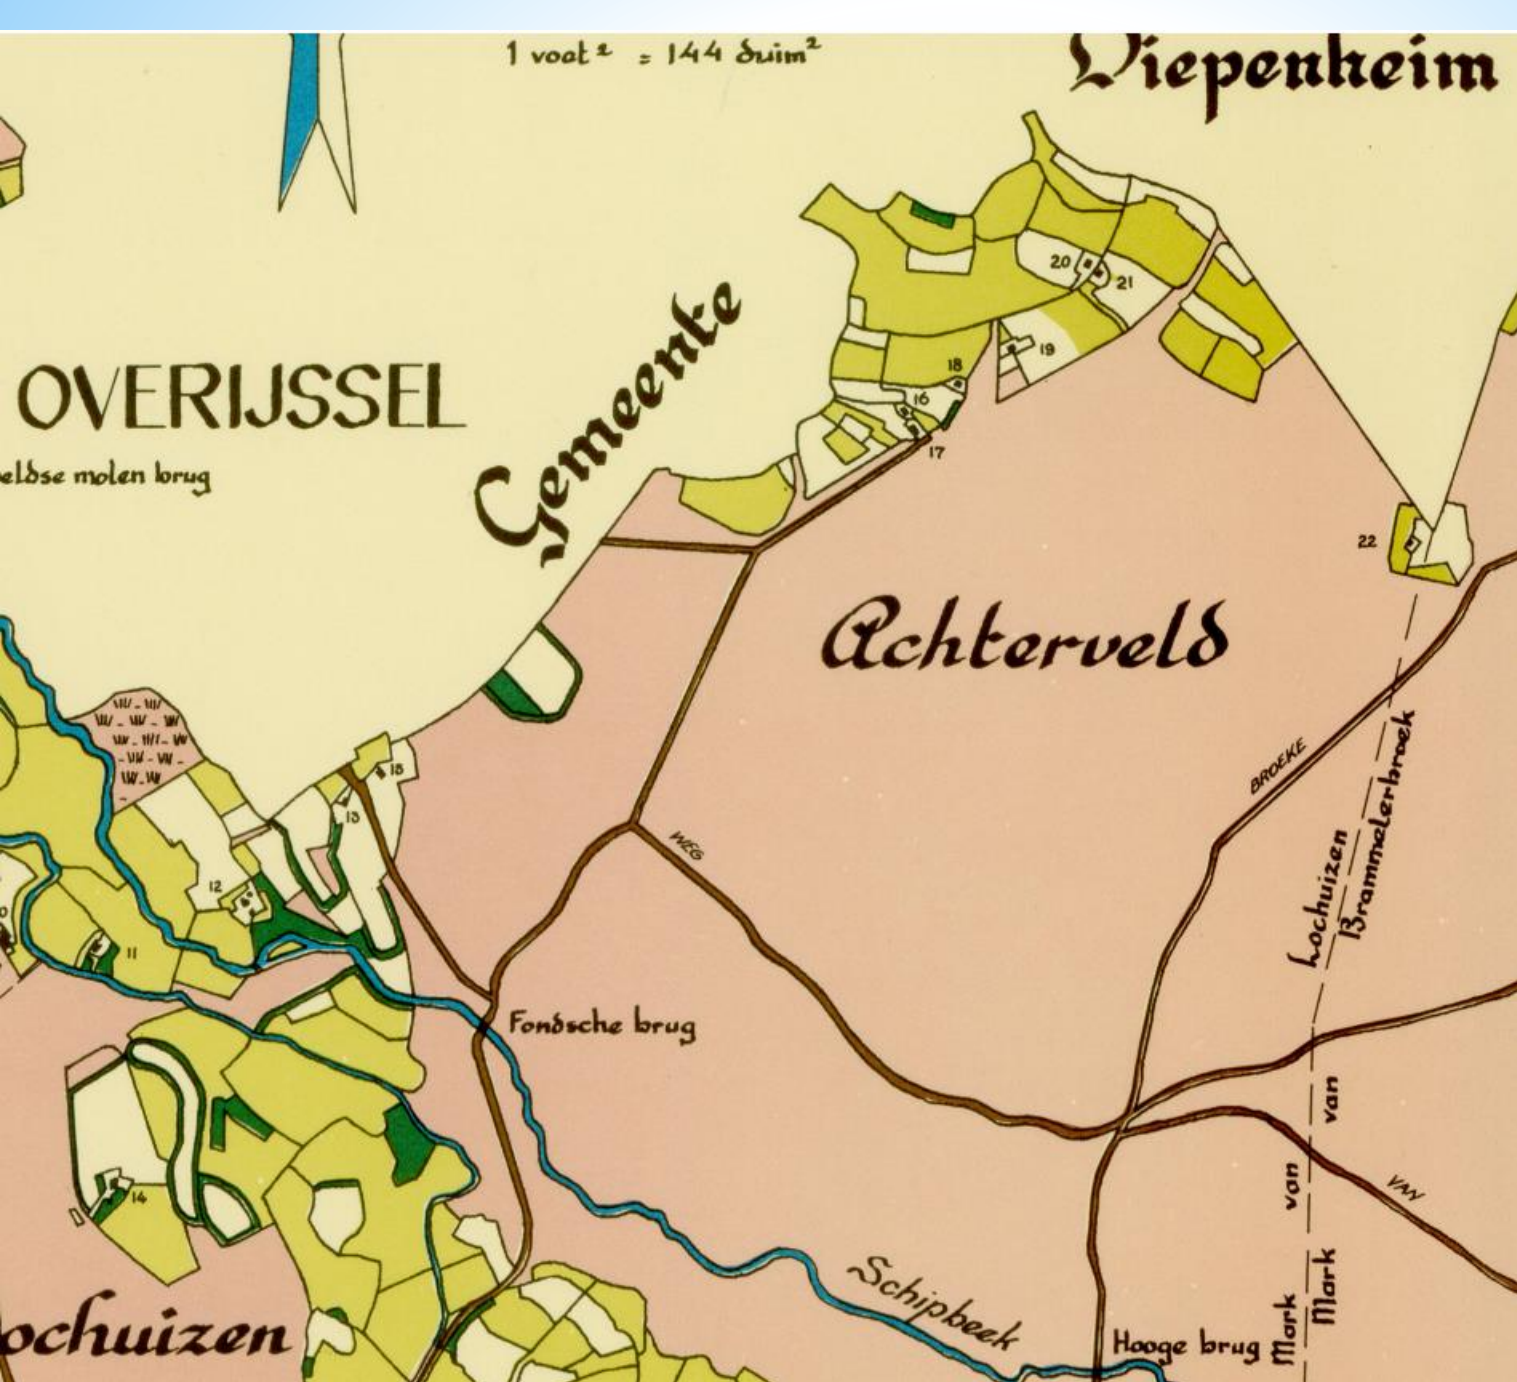 1 voet² = 144 duim²
Diepenheim
Gemeente
OVERIJSSEL
eldse molen brug
20
21
19
18
16
17
22
Achterveld
15
13
12
11
WEG
BROEKE
Lochuizen
Brammelerbroek
Fondsche brug
van
van
VAN
14
Schipbeek
ochuizen
Hooge brug
Mark
Mark